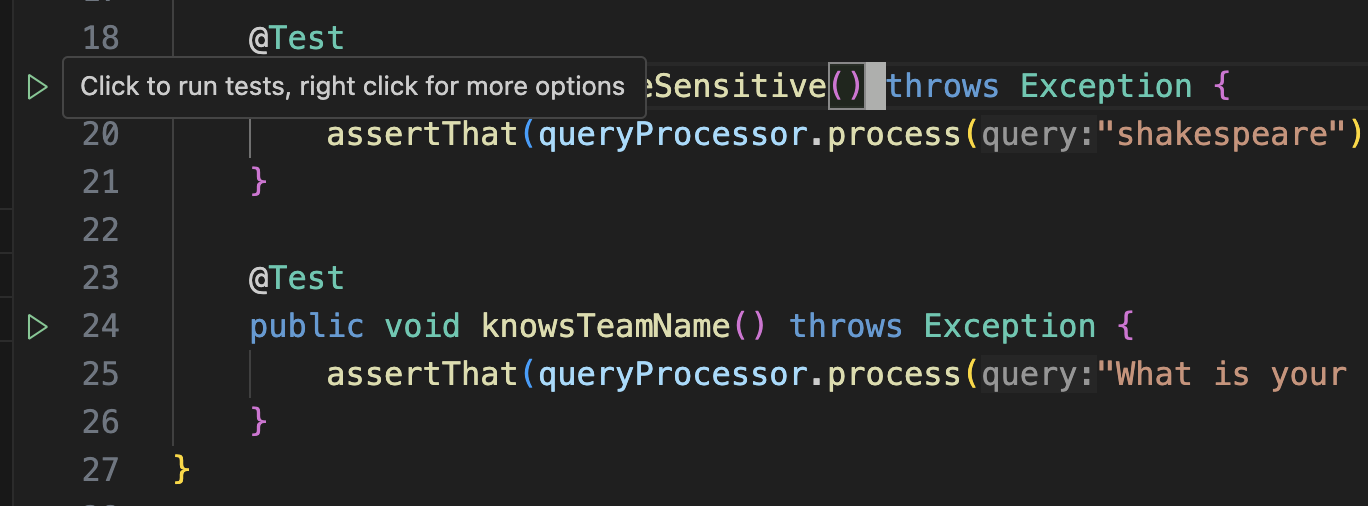 18 @Test
Click to run tests, right click for more options eSensitive() throws Exception {
20 assertThat(queryProcessor.process(query:"shakespeare")
21 }
22
23 @Test
24 public void knowsTeamName() throws Exception {
25 assertThat(queryProcessor.process(query:"What is your
26 }
27 }